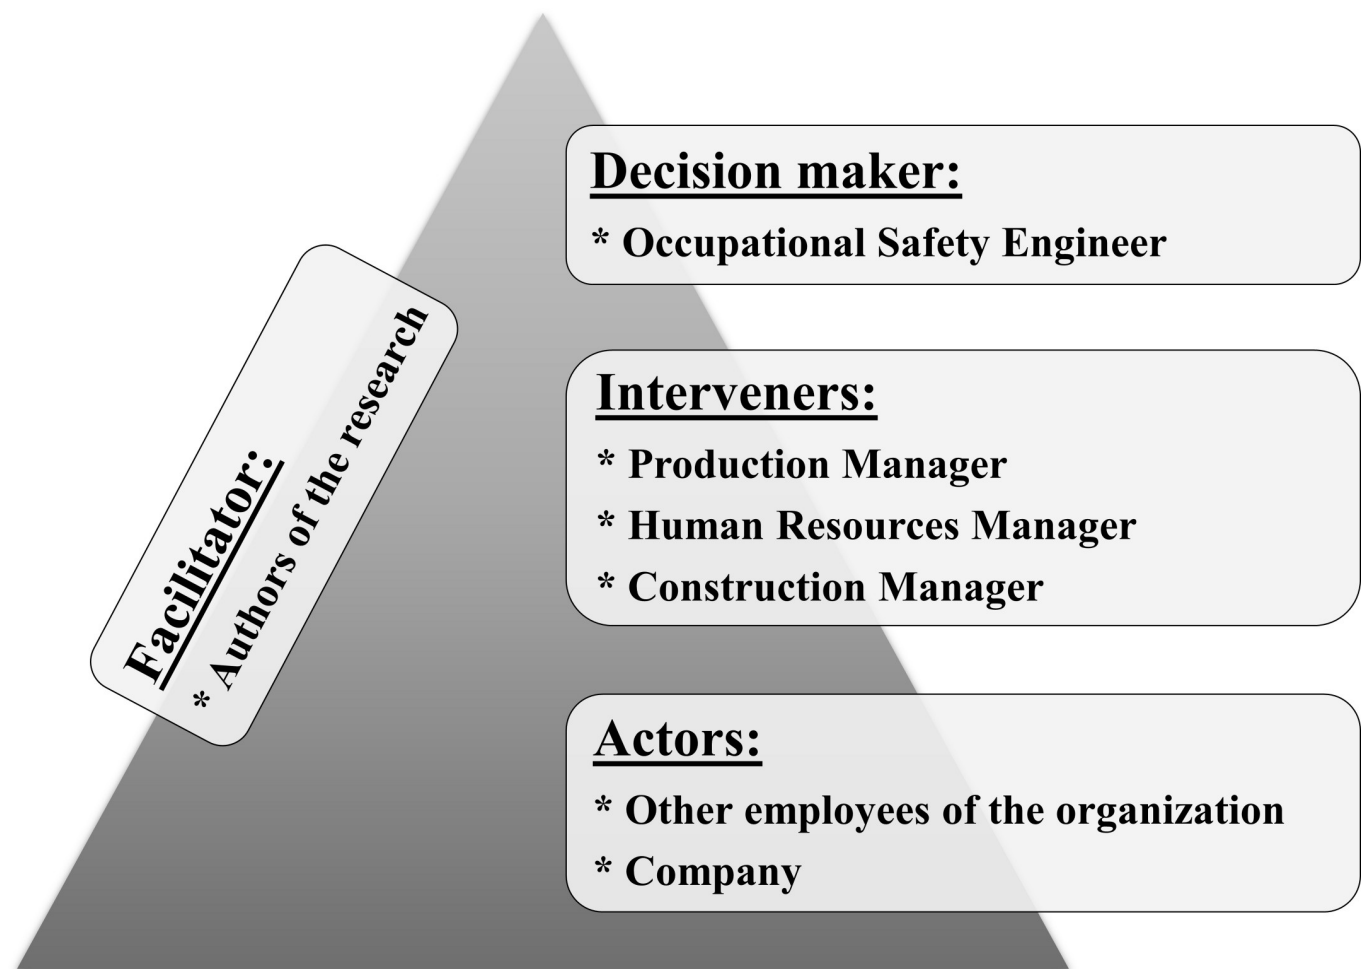 Decision maker:
* Occupational Safety Engineer
Facilitator:
* Authors of the research
Interveners:
* Production Manager
* Human Resources Manager
* Construction Manager
Actors:
* Other employees of the organization
* Company